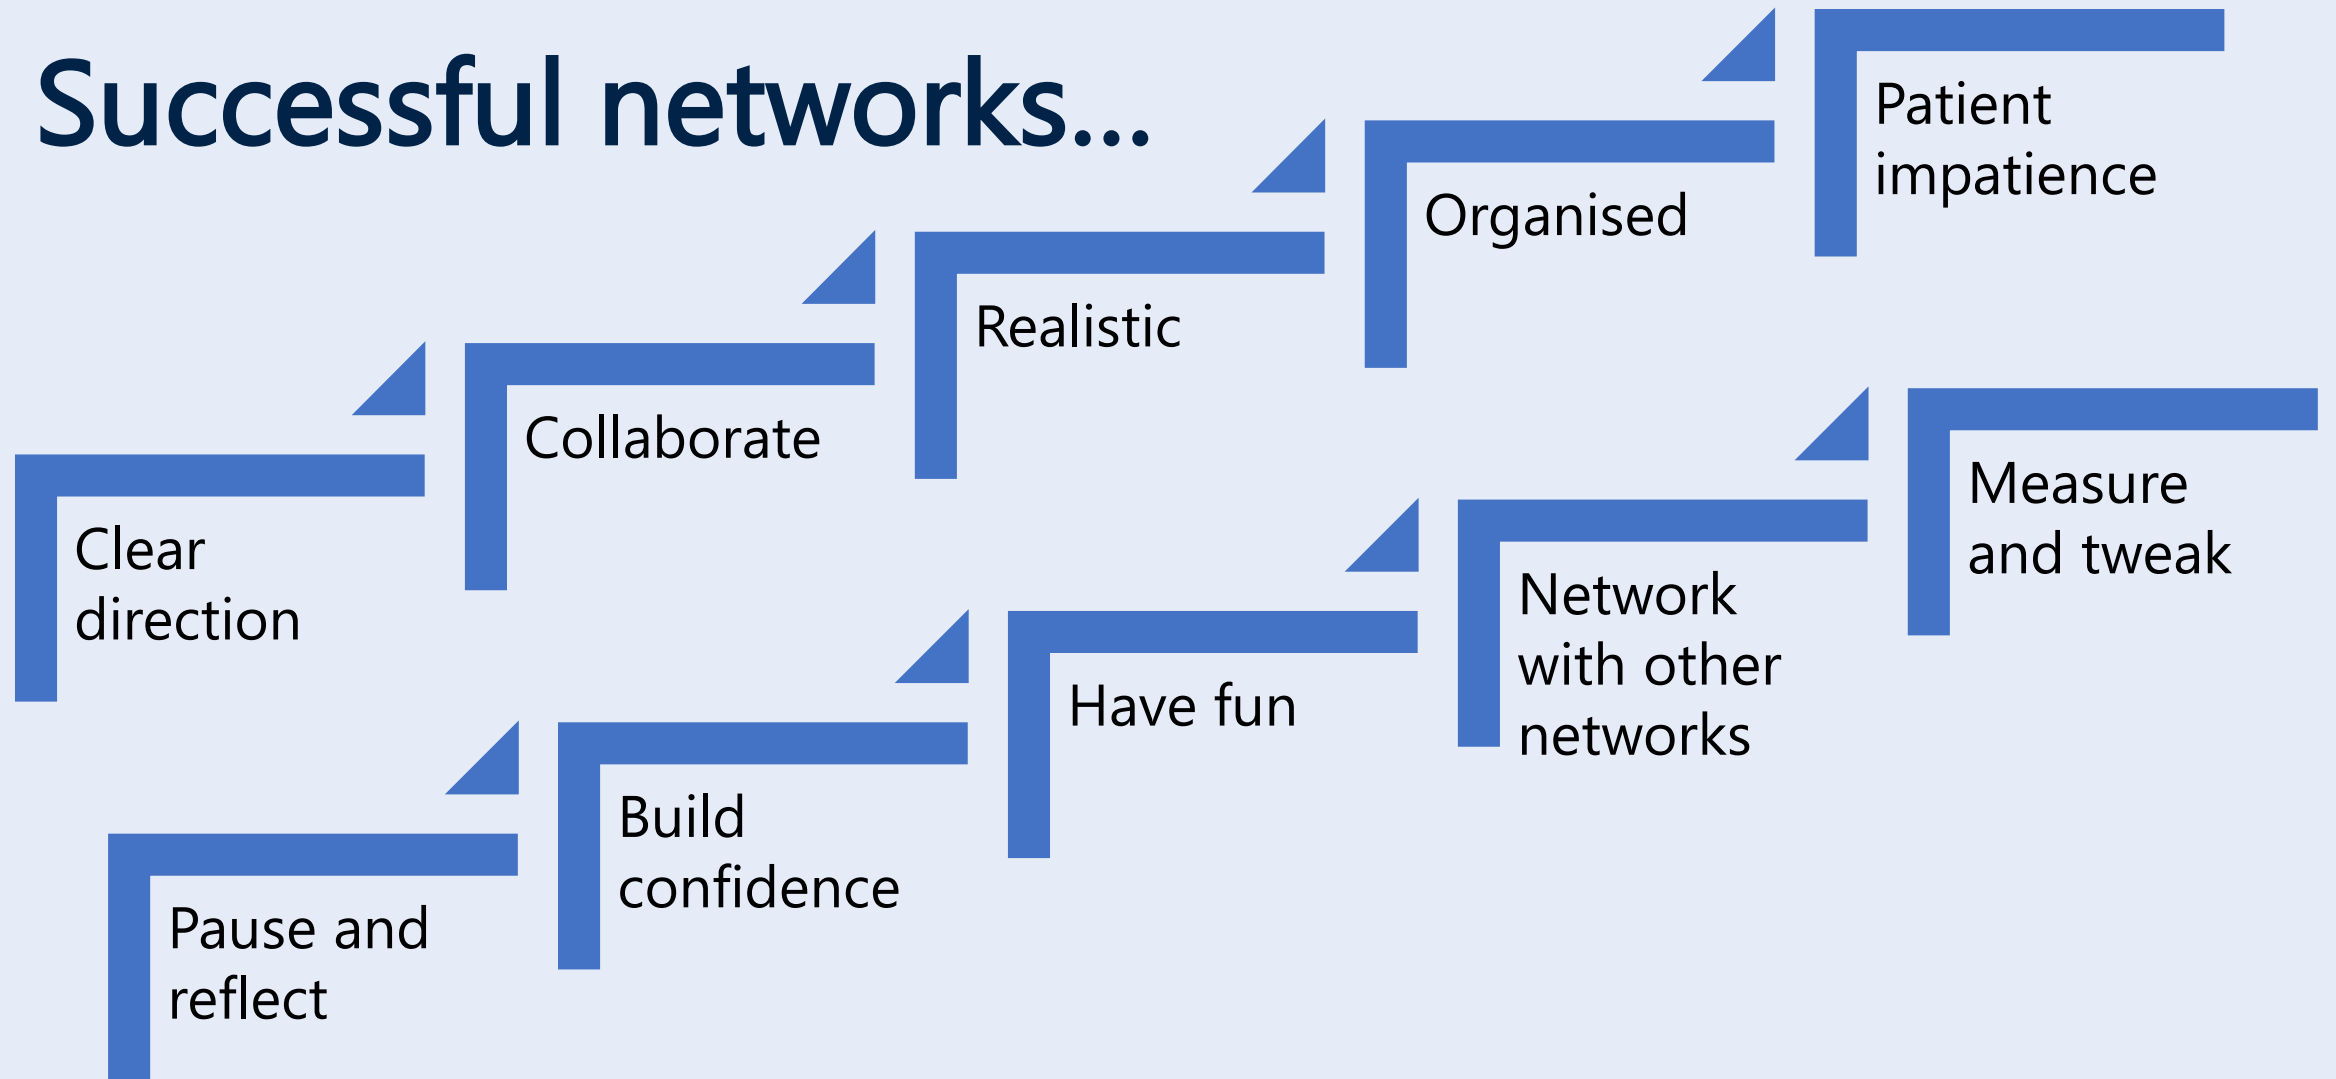 Successful networks...
Clear
direction
Collaborate
Realistic
Organised
Patient
impatience
Pause and
reflect
Build
confidence
Have fun
Network
with other
networks
Measure
and tweak